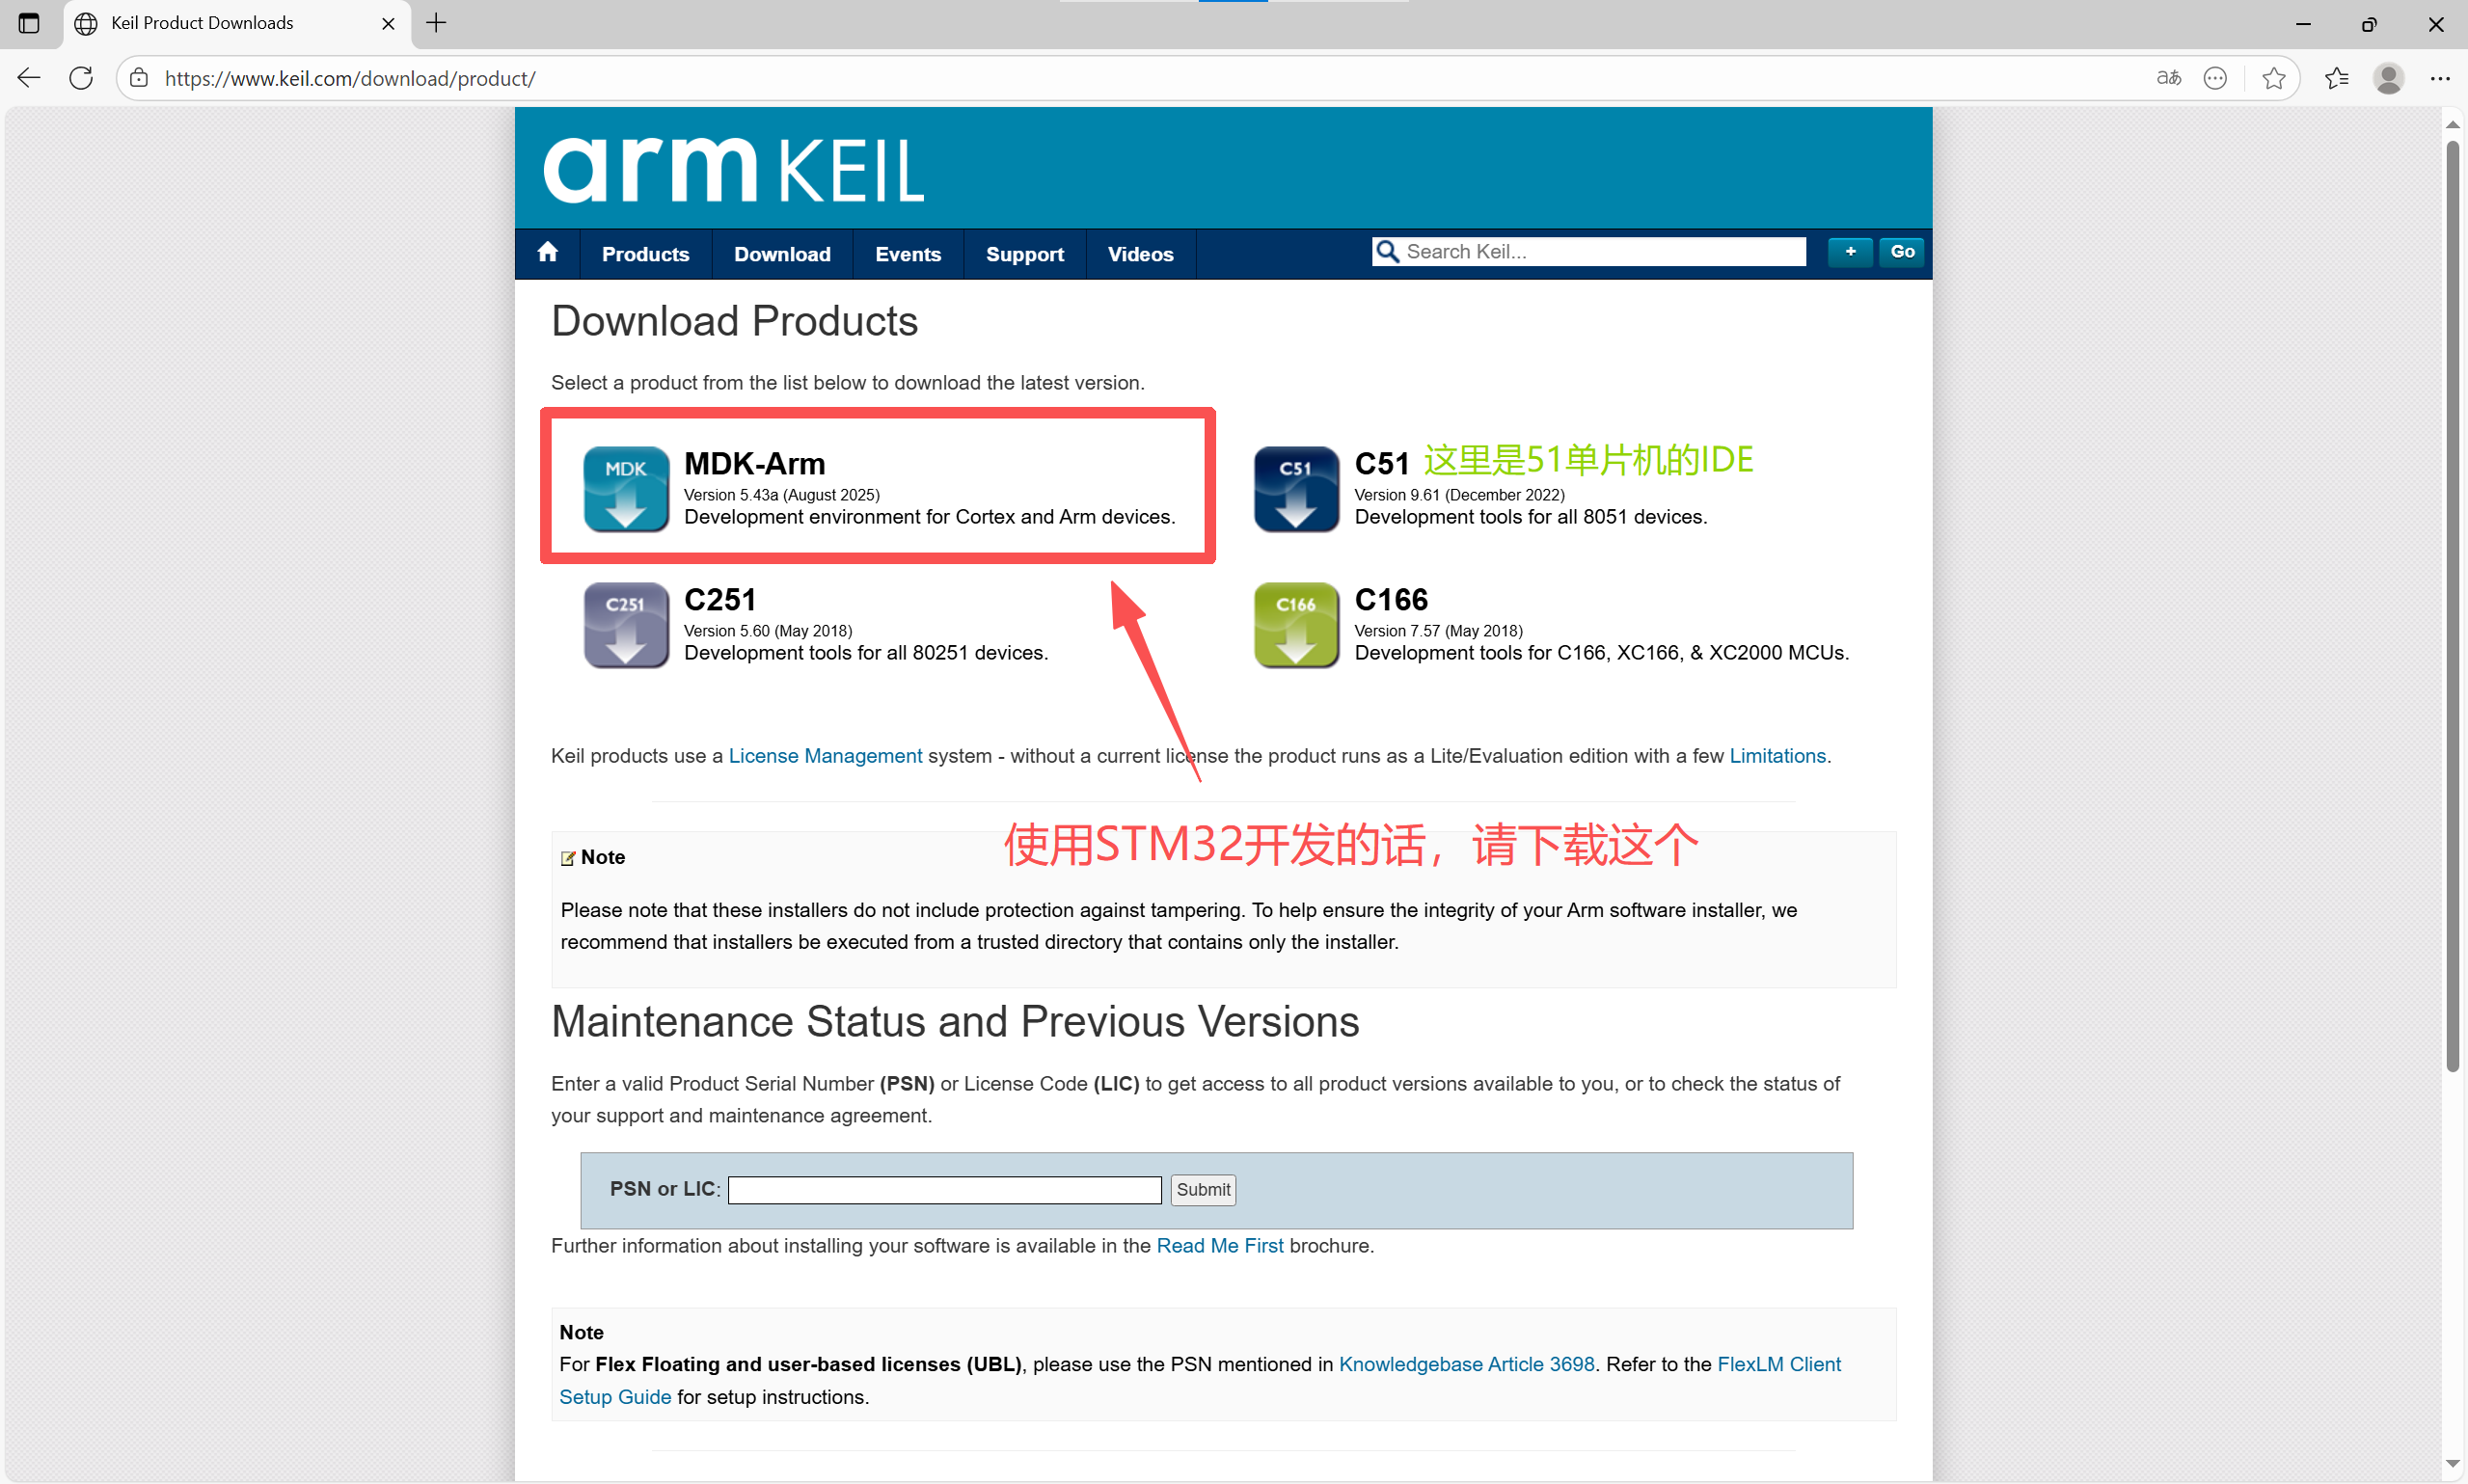 Keil Product Downloads
https://www.keil.com/download/product/
arm KEIL
Products Download Events Support Videos Search Keil... + Go
Download Products
Select a product from the list below to download the latest version.
MDK
MDK-Arm
Version 5.43a (August 2025)
Development environment for Cortex and Arm devices.
C51
C51 这里是51单片机的IDE
Version 9.61 (December 2022)
Development tools for all 8051 devices.
C251
C251
Version 5.60 (May 2018)
Development tools for all 80251 devices.
C166
C166
Version 7.57 (May 2018)
Development tools for C166, XC166, & XC2000 MCUs.
Keil products use a License Management system - without a current license the product runs as a Lite/Evaluation edition with a few Limitations.
使用STM32开发的话，请下载这个
Note
Please note that these installers do not include protection against tampering. To help ensure the integrity of your Arm software installer, we
recommend that installers be executed from a trusted directory that contains only the installer.
Maintenance Status and Previous Versions
Enter a valid Product Serial Number (PSN) or License Code (LIC) to get access to all product versions available to you, or to check the status of
your support and maintenance agreement.
PSN or LIC: Submit
Further information about installing your software is available in the Read Me First brochure.
Note
For Flex Floating and user-based licenses (UBL), please use the PSN mentioned in Knowledgebase Article 3698. Refer to the FlexLM Client
Setup Guide for setup instructions.